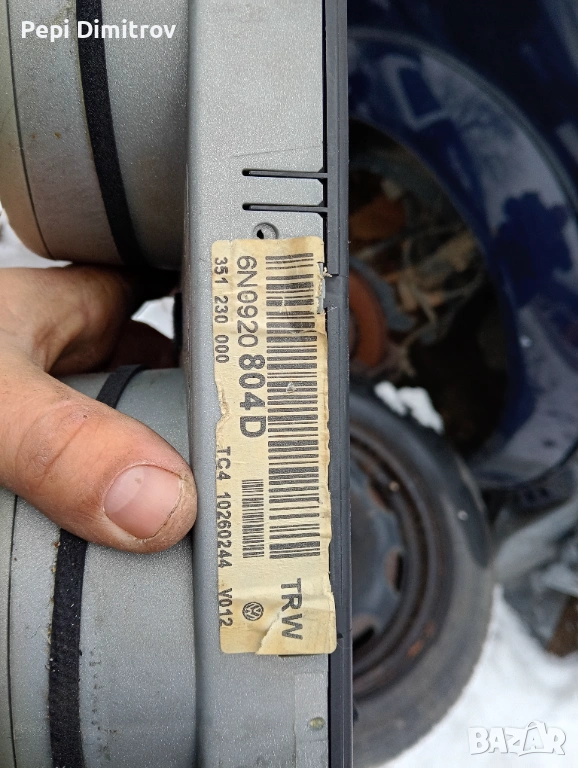 Pepi Dimitrov
6N0920 804D
351 230 000 TC4 10260244 V012
TRW
BAZAR